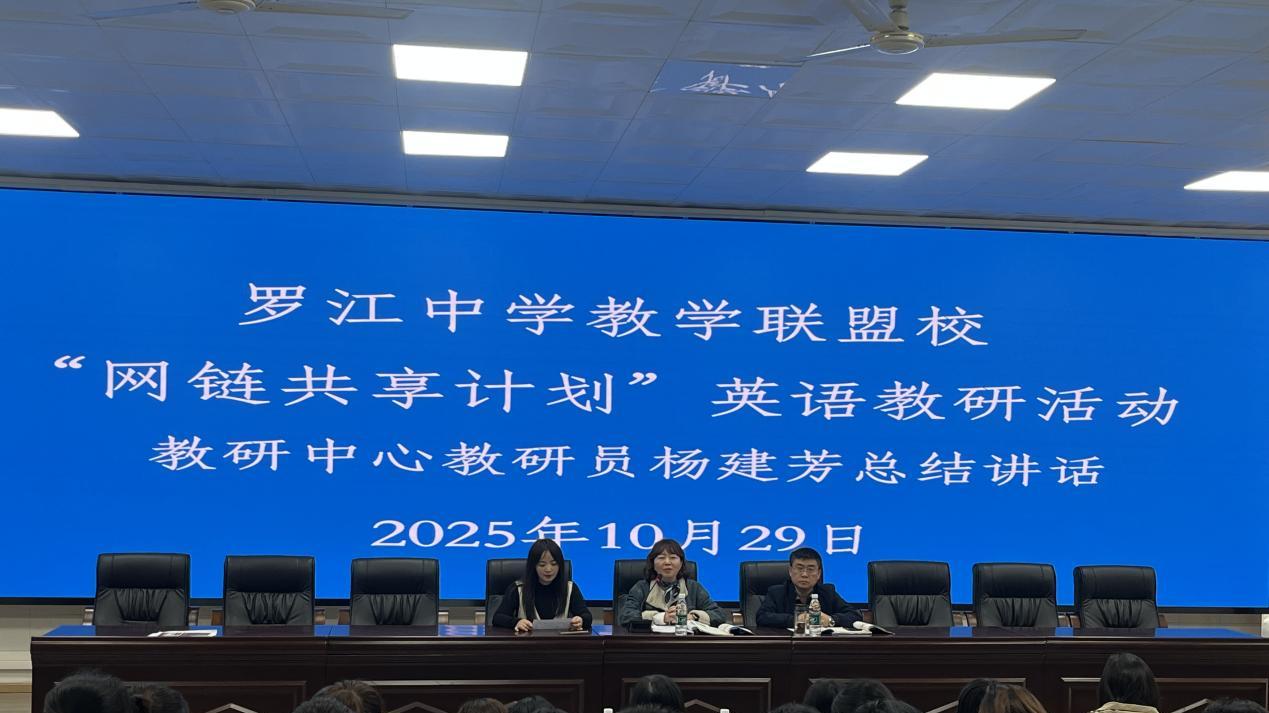 罗江中学教学联盟校
“网链共享计划”英语教研活动
教研中心教研员杨建芳总结讲话
2025年10月29日